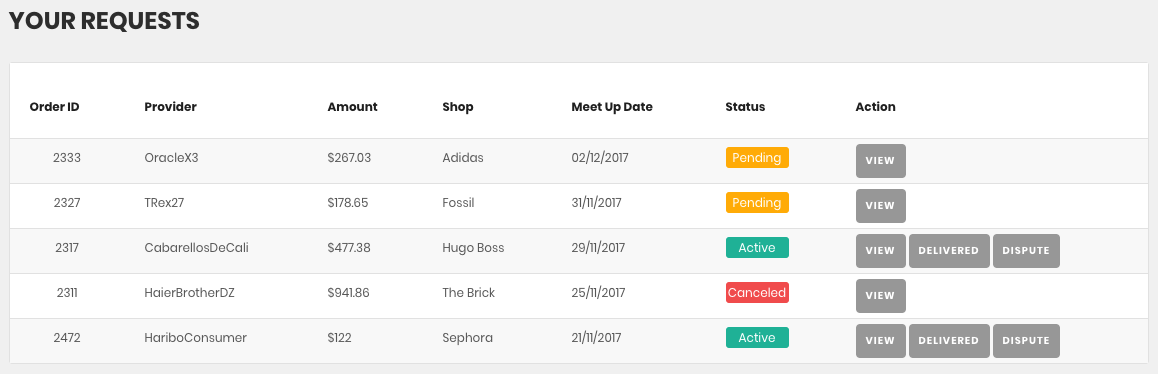 YOUR REQUESTS
Order ID Provider Amount Shop Meet Up Date Status Action
2333 OracleX3 $267.03 Adidas 02/12/2017 Pending VIEW
2327 TRex27 $178.65 Fossil 31/11/2017 Pending VIEW
2317 CabarellosDeCali $477.38 Hugo Boss 29/11/2017 Active VIEW DELIVERED DISPUTE
2311 HaierBrotherDZ $941.86 The Brick 25/11/2017 Canceled VIEW
2472 HariboConsumer $122 Sephora 21/11/2017 Active VIEW DELIVERED DISPUTE